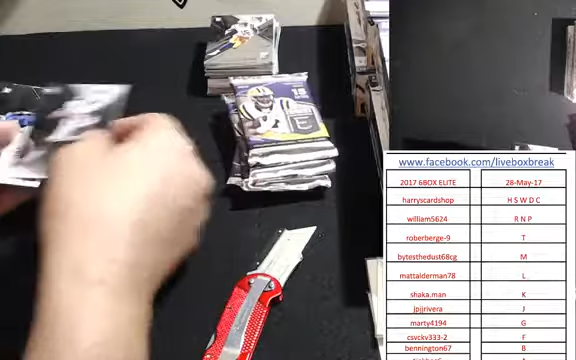 www.facebook.com/liveboxbreak
2017 6BOX ELITE 28-May-17
harryscardshop H S W D C
william5624 R N P
roberberge-9 T
bytesthedust68cg M
mattalderman78 L
shaka.man K
jpjjrivera J
marty4194 G
csvckv333-2 F
bennington67 B